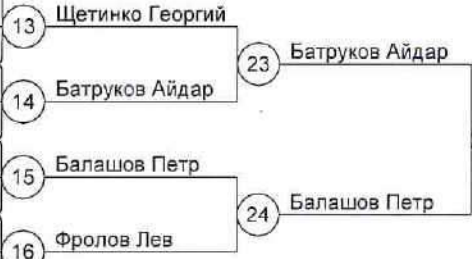 13 Щетинко Георгий
23 Батруков Айдар
14 Батруков Айдар
15 Балашов Петр
24 Балашов Петр
16 Фролов Лев